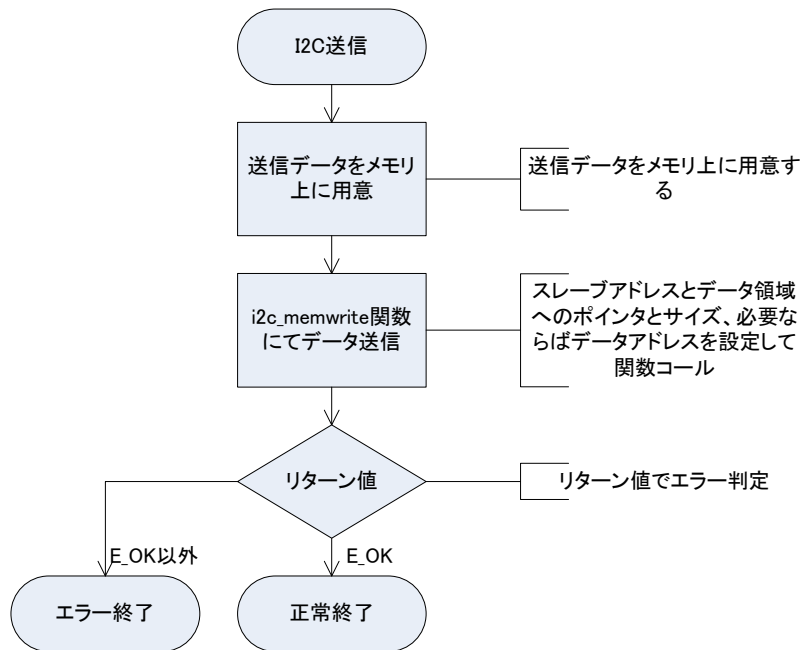 I2C送信
送信データをメモリ
上に用意
送信データをメモリ上に用意す
る
i2c_memwrite関数
にてデータ送信
スレーブアドレスとデータ領域
へのポインタとサイズ、必要な
らばデータアドレスを設定して
関数コール
リターン値
リターン値でエラー判定
E_OK以外
E_OK
エラー終了
正常終了